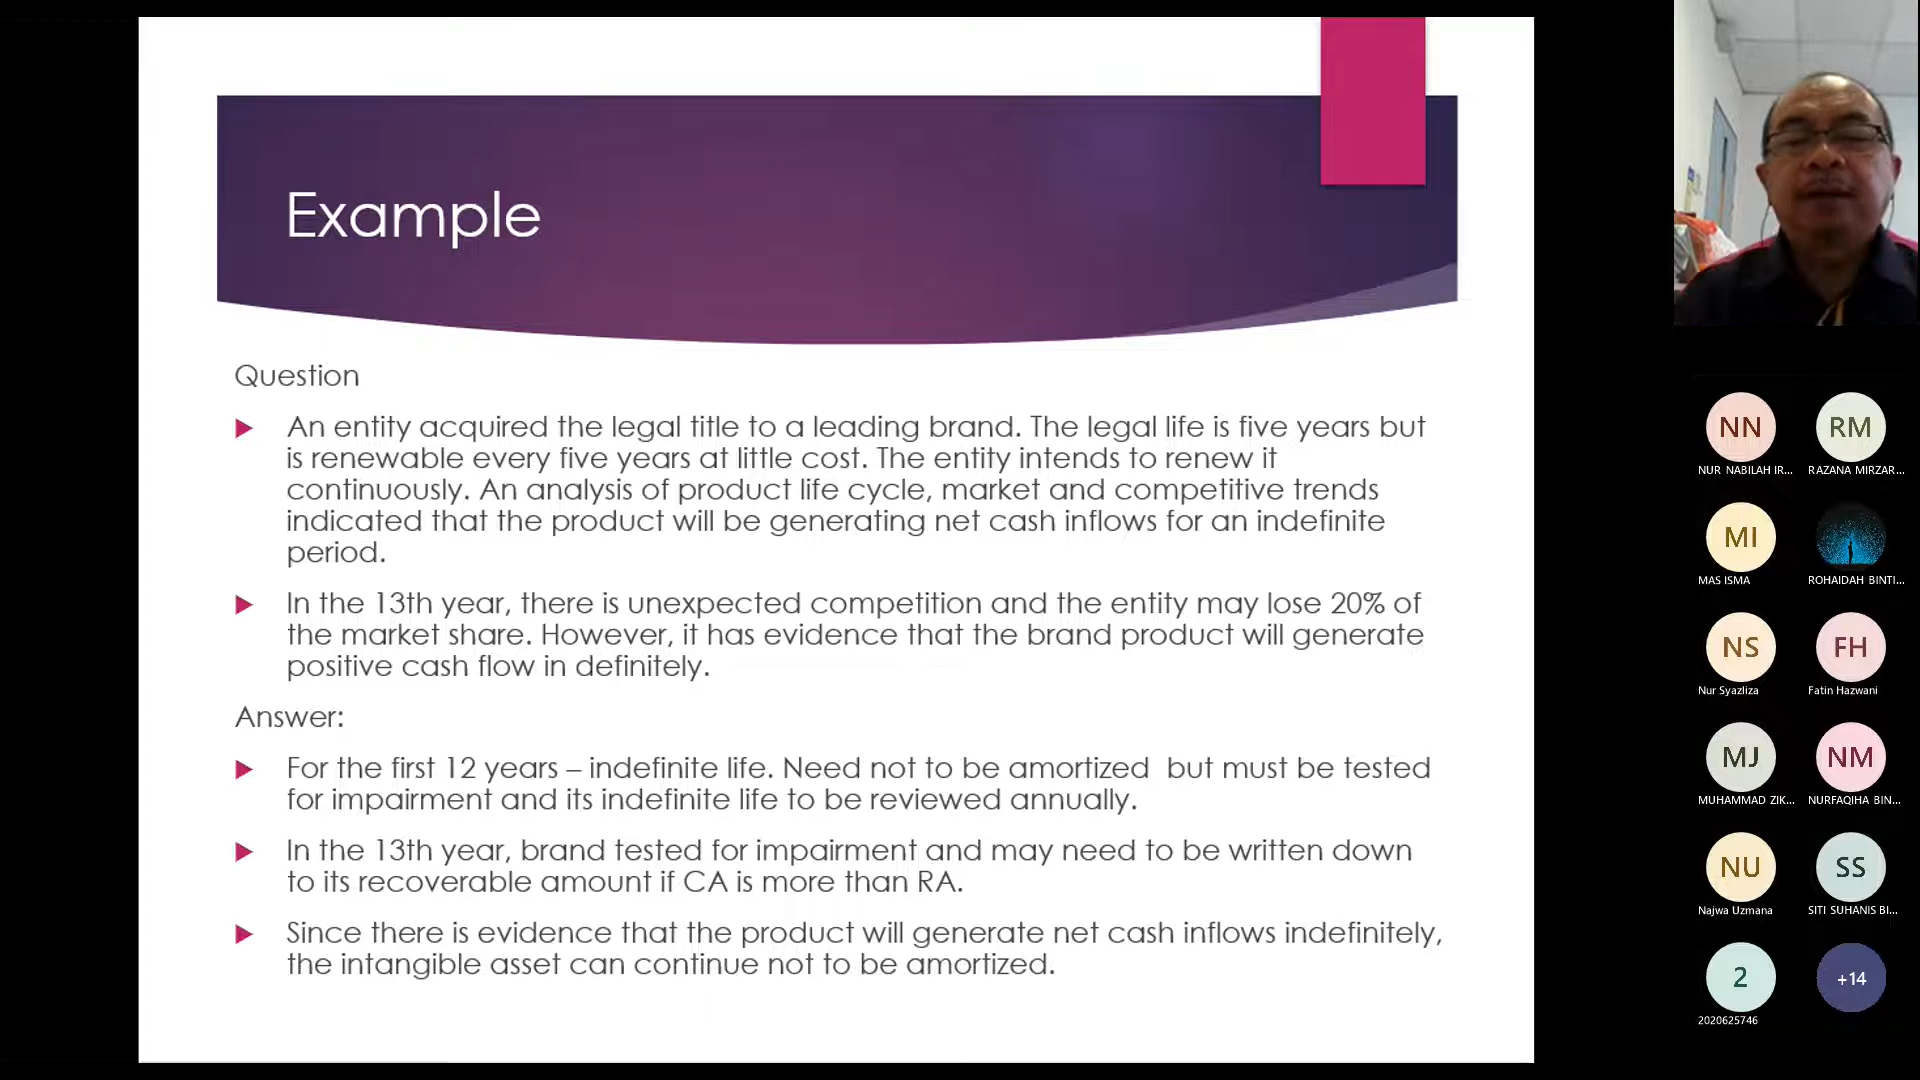 Example
Question
An entity acquired the legal title to a leading brand. The legal life is five years but
is renewable every five years at little cost. The entity intends to renew it
continuously. An analysis of product life cycle, market and competitive trends
indicated that the product will be generating net cash inflows for an indefinite
period.
In the 13th year, there is unexpected competition and the entity may lose 20% of
the market share. However, it has evidence that the brand product will generate
positive cash flow in definitely.
Answer:
For the first 12 years – indefinite life. Need not to be amortized but must be tested
for impairment and its indefinite life to be reviewed annually.
In the 13th year, brand tested for impairment and may need to be written down
to its recoverable amount if CA is more than RA.
Since there is evidence that the product will generate net cash inflows indefinitely,
the intangible asset can continue not to be amortized.
NN
RM
NUR NABILAH IR...
RAZANA MIRZAR...
MI
MAS ISMA
ROHAIDAH BINTI...
NS
FH
Nur Syazliza
Fatin Hazwani
MJ
NM
MUHAMMAD ZIK...
NURFAQIHA BIN...
NU
SS
Najwa Uzmana
SITI SUHANIS BI...
2
+14
2020625746